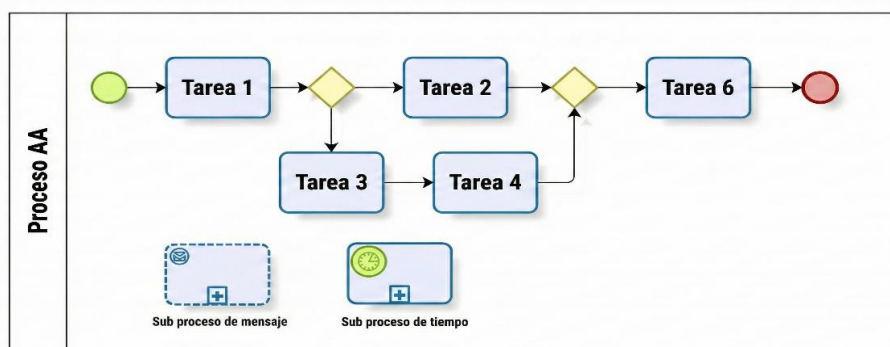 Proceso AA
Tarea 1
Tarea 2
Tarea 6
Tarea 3
Tarea 4
Sub proceso de mensaje
Sub proceso de tiempo